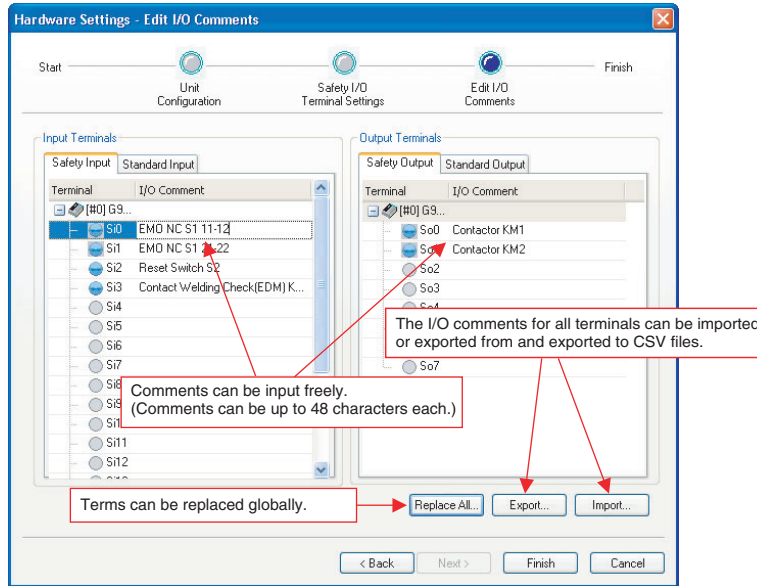 Hardware Settings - Edit I/O Comments
Start
Finish
Unit
Configuration
Safety I/O
Terminal Settings
Edit I/O
Comments
Input Terminals
Safety Input
Standard Input
Terminal
I/O Comment
[#0] G9...
Si0 EMO NC S1 11-12
Si1 EMO NC S1 21-22
Si2 Reset Switch S2
Si3 Contact Welding Check(EDM) K...
Si4
Si5
Si6
Si7
Si8
Si9
Si1
Si11
Si12
Output Terminals
Safety Output
Standard Output
Terminal
I/O Comment
[#0] G9...
So0 Contactor KM1
Contactor KM2
So2
So3
So4
So7
The I/O comments for all terminals can be imported
or exported from and exported to CSV files.
Comments can be input freely.
(Comments can be up to 48 characters each.)
Terms can be replaced globally.
Replace All...
Export...
Import...
< Back
Next >
Finish
Cancel